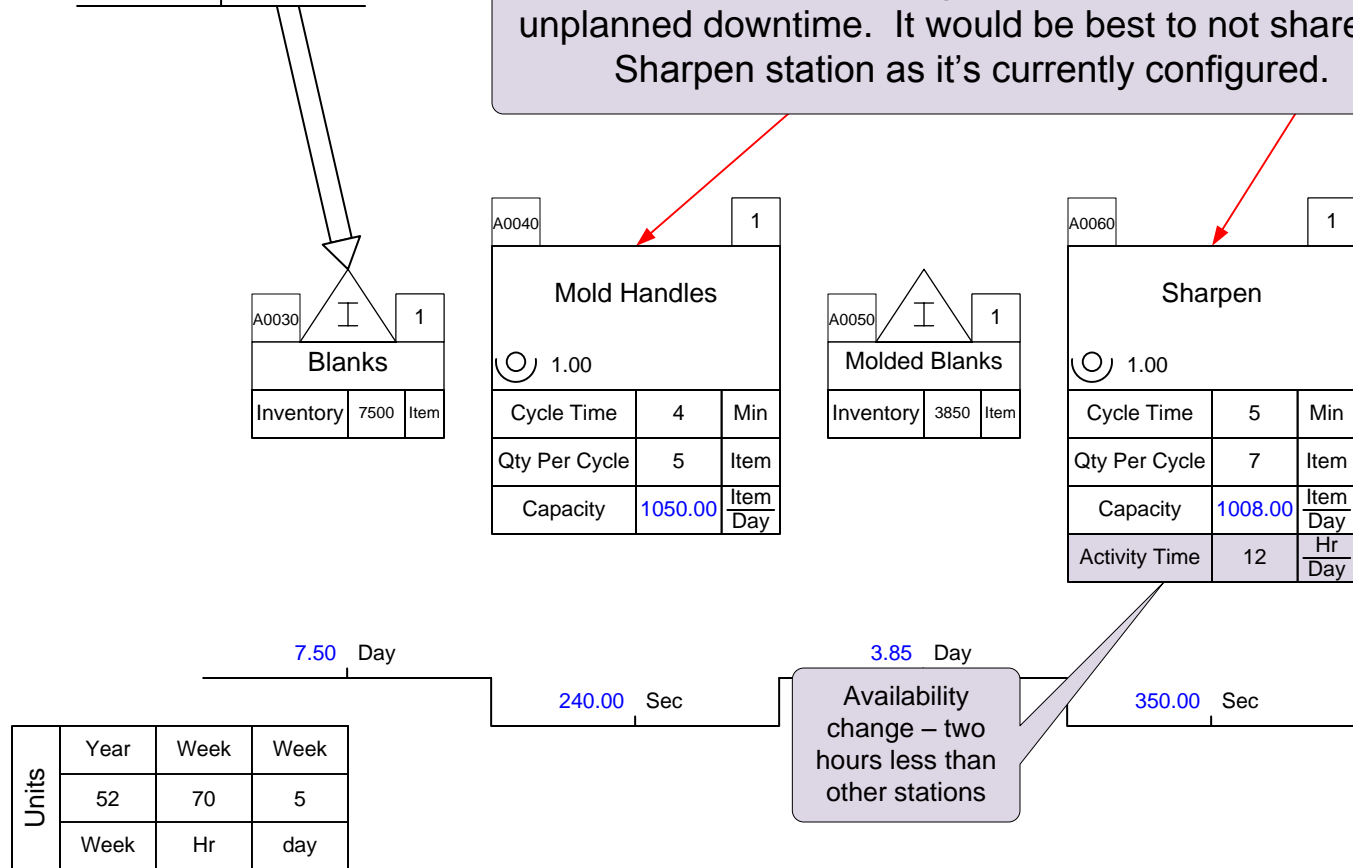 unplanned downtime. It would be best to not share
Sharpen station as it's currently configured.
A0040
1
Mold Handles
1.00
Cycle Time 4 Min
Qty Per Cycle 5 Item
Capacity 1050.00 Item
Day
A0060
1
Sharpen
1.00
Cycle Time 5 Min
Qty Per Cycle 7 Item
Capacity 1008.00 Item
Day
Activity Time 12 Hr
Day
A0030
I
1
Blanks
Inventory 7500 Item
A0050
I
1
Molded Blanks
Inventory 3850 Item
7.50 Day
240.00 Sec
3.85 Day
350.00 Sec
Availability
change – two
hours less than
other stations
Units
Year Week Week
52 70 5
Week Hr day